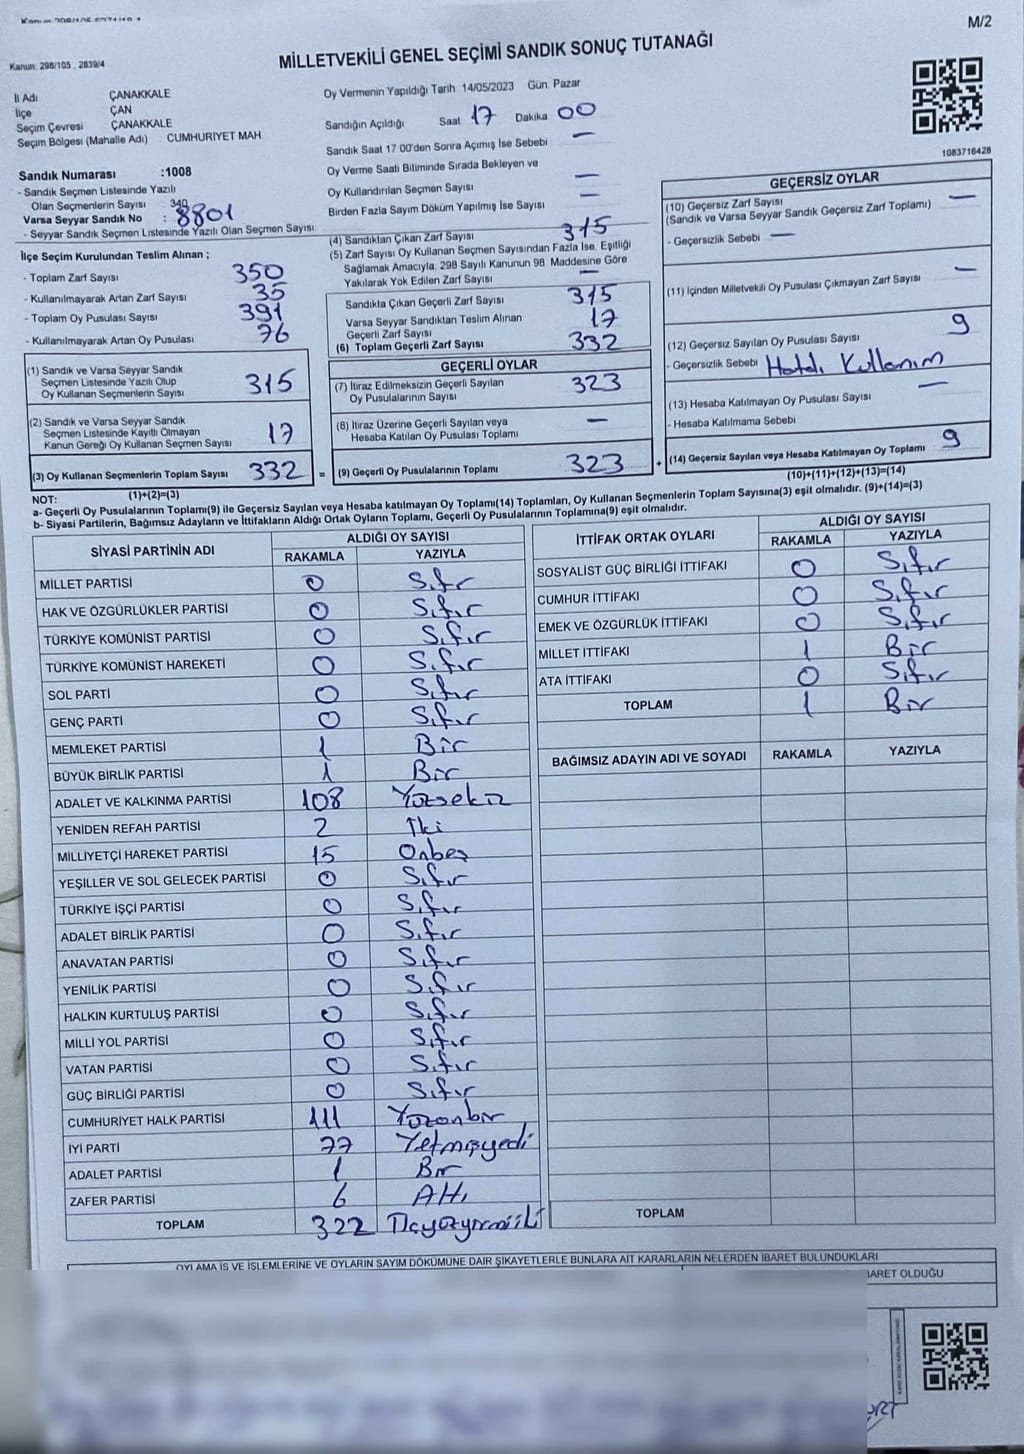 M/2
Kanun: 298/105 , 2839/4
MİLLETVEKİLİ GENEL SEÇİMİ SANDIK SONUÇ TUTANAĞI
İl Adı ÇANAKKALE
İlçe ÇAN
Seçim Çevresi ÇANAKKALE
Seçim Bölgesi (Mahalle Adı) CUMHURIYET MAH
Sandık Numarası :1008
- Sandık Seçmen Listesinde Yazılı
Olan Seçmenlerin Sayısı 340
Varsa Seyyar Sandık No : 8801
- Seyyar Sandık Seçmen Listesinde Yazılı Olan Seçmen Sayısı
İlçe Seçim Kurulundan Teslim Alınan ;
- Toplam Zarf Sayısı 350
- Kullanılmayarak Artan Zarf Sayısı 35
- Toplam Oy Pusulası Sayısı 391
- Kullanılmayarak Artan Oy Pusulası 76
(1) Sandık ve Varsa Seyyar Sandık
Seçmen Listesinde Yazılı Olup
Oy Kullanan Seçmenlerin Sayısı 315
(2) Sandık ve Varsa Seyyar Sandık
Seçmen Listesinde Kayıtlı Olmayan
Kanun Gereği Oy Kullanan Seçmen Sayısı 17
(3) Oy Kullanan Seçmenlerin Toplam Sayısı 332 =
(1)+(2)=(3)
Oy Vermenin Yapıldığı Tarih 14/05/2023 Gün: Pazar
Sandığın Açıldığı Saat 17 Dakika 00
Sandık Saat 17 00'den Sonra Açımış İse Sebebi —
Oy Verme Saati Bitiminde Sırada Bekleyen ve
Oy Kullandırılan Seçmen Sayısı —
Birden Fazla Sayım Döküm Yapılmış İse Sayısı —
(4) Sandıktan Çıkan Zarf Sayısı 315
(5) Zarf Sayısı Oy Kullanan Seçmen Sayısından Fazla İse, Eşitliği
Sağlamak Amacıyla, 298 Sayılı Kanunun 98. Maddesine Göre
Yakılarak Yok Edilen Zarf Sayısı —
Sandıkta Çıkan Geçerli Zarf Sayısı 315
Varsa Seyyar Sandıktan Teslim Alınan
Geçerli Zarf Sayısı 17
(6) Toplam Geçerli Zarf Sayısı 332
GEÇERLİ OYLAR
(7) İtiraz Edilmeksizin Geçerli Sayılan
Oy Pusulalarının Sayısı 323
(8) İtiraz Üzerine Geçerli Sayılan veya
Hesaba Katılan Oy Pusulası Toplamı —
(9) Geçerli Oy Pusulalarının Toplamı 323 +
1083716428
GEÇERSİZ OYLAR
(10) Geçersiz Zarf Sayısı —
(Sandık ve Varsa Seyyar Sandık Geçersiz Zarf Toplamı)
- Geçersizlik Sebebi —
(11) İçinden Milletvekili Oy Pusulası Çıkmayan Zarf Sayısı —
(12) Geçersiz Sayılan Oy Pusulası Sayısı 9
- Geçersizlik Sebebi Hatalı Kullanım
(13) Hesaba Katılmayan Oy Pusulası Sayısı —
- Hesaba Katılmama Sebebi
(14) Geçersiz Sayılan veya Hesaba Katılmayan Oy Toplamı 9
(10)+(11)+(12)+(13)=(14)
NOT:
a- Geçerli Oy Pusulalarının Toplamı(9) ile Geçersiz Sayılan veya Hesaba katılmayan Oy Toplamı(14) Toplamları, Oy Kullanan Seçmenlerin Toplam Sayısına(3) eşit olmalıdır. (9)+(14)=(3)
b- Siyasi Partilerin, Bağımsız Adayların ve İttifakların Aldığı Ortak Oyların Toplamı, Geçerli Oy Pusulalarının Toplamına(9) eşit olmalıdır.
SİYASİ PARTİNİN ADI ALDIĞI OY SAYISI
RAKAMLA YAZIYLA
MİLLET PARTİSİ 0 Sıfır
HAK VE ÖZGÜRLÜKLER PARTİSİ 0 Sıfır
TÜRKİYE KOMÜNİST PARTİSİ 0 Sıfır
TÜRKİYE KOMÜNİST HAREKETİ 0 Sıfır
SOL PARTİ 0 Sıfır
GENÇ PARTİ 0 Sıfır
MEMLEKET PARTİSİ 1 Bir
BÜYÜK BİRLİK PARTİSİ 1 Bir
ADALET VE KALKINMA PARTİSİ 108 Yüzsekiz
YENİDEN REFAH PARTİSİ 2 İki
MİLLİYETÇİ HAREKET PARTİSİ 15 Onbeş
YEŞİLLER VE SOL GELECEK PARTİSİ 0 Sıfır
TÜRKİYE İŞÇİ PARTİSİ 0 Sıfır
ADALET BİRLİK PARTİSİ 0 Sıfır
ANAVATAN PARTİSİ 0 Sıfır
YENİLİK PARTİSİ 0 Sıfır
HALKIN KURTULUŞ PARTİSİ 0 Sıfır
MİLLİ YOL PARTİSİ 0 Sıfır
VATAN PARTİSİ 0 Sıfır
GÜÇ BİRLİĞİ PARTİSİ 0 Sıfır
CUMHURİYET HALK PARTİSİ 111 Yüzonbir
İYİ PARTİ 77 Yetmişyedi
ADALET PARTİSİ 1 Bir
ZAFER PARTİSİ 6 Altı
TOPLAM 322 Üçyüzyirmiiki
İTTİFAK ORTAK OYLARI ALDIĞI OY SAYISI
RAKAMLA YAZIYLA
SOSYALİST GÜÇ BİRLİĞİ İTTİFAKI 0 Sıfır
CUMHUR İTTİFAKI 0 Sıfır
EMEK VE ÖZGÜRLÜK İTTİFAKI 0 Sıfır
MİLLET İTTİFAKI 1 Bir
ATA İTTİFAKI 0 Sıfır
TOPLAM 1 Bir
BAĞIMSIZ ADAYIN ADI VE SOYADI RAKAMLA YAZIYLA
TOPLAM
OYLAMA İŞ VE İŞLEMLERİNE VE OYLARIN SAYIM DÖKÜMÜNE DAİR ŞİKAYETLERLE BUNLARA AİT KARARLARIN NELERDEN İBARET BULUNDUKLARI
BARET OLDUĞU